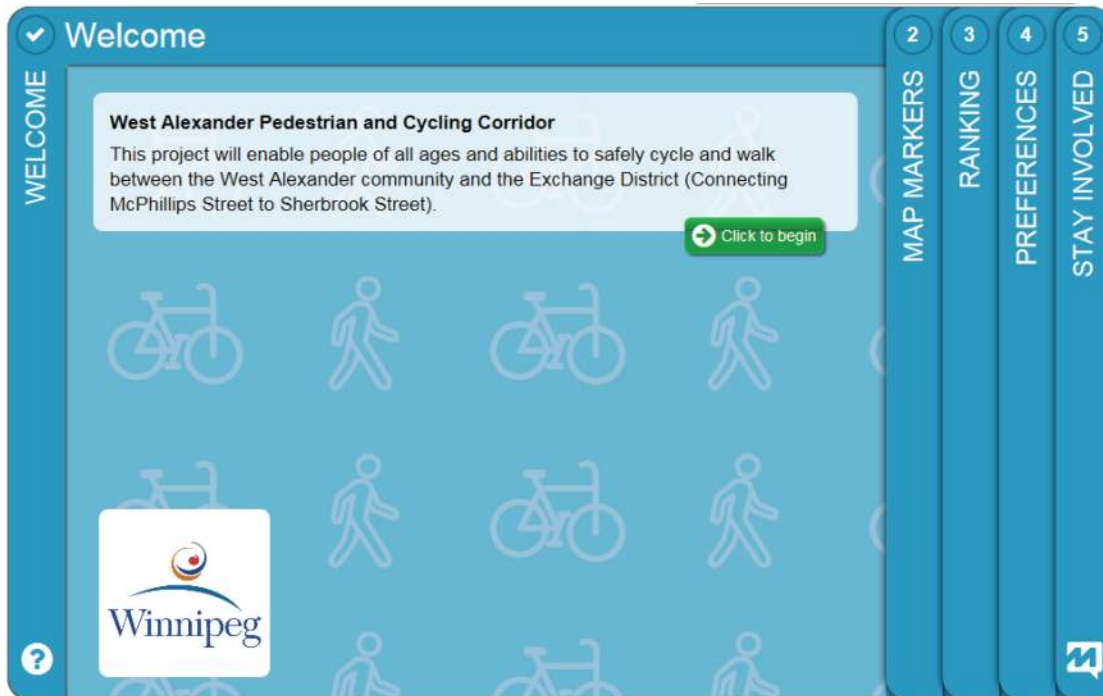 Welcome
WELCOME
West Alexander Pedestrian and Cycling Corridor
This project will enable people of all ages and abilities to safely cycle and walk
between the West Alexander community and the Exchange District (Connecting
McPhillips Street to Sherbrook Street).
Click to begin
Winnipeg
?
2
MAP MARKERS
3
RANKING
4
PREFERENCES
5
STAY INVOLVED